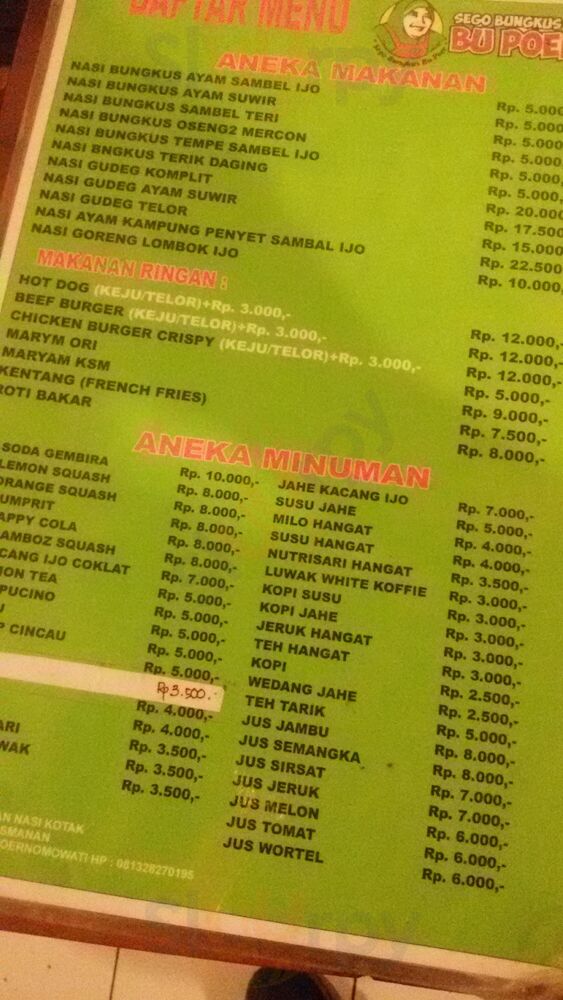 DAFTAR MENU
SEGO BUNGKUS
BU POE
ANEKA MAKANAN
NASI BUNGKUS AYAM SAMBEL IJO Rp. 5.000
NASI BUNGKUS AYAM SUWIR Rp. 5.000
NASI BUNGKUS SAMBEL TERI Rp. 5.000
NASI BUNGKUS OSENG2 MERCON Rp. 5.000
NASI BUNGKUS TEMPE SAMBEL IJO Rp. 5.000,
NASI BNGKUS TERIK DAGING Rp. 5.000,
NASI GUDEG KOMPLIT Rp. 20.000
NASI GUDEG AYAM SUWIR Rp. 17.500
NASI GUDEG TELOR Rp. 15.000
NASI AYAM KAMPUNG PENYET SAMBAL IJO Rp. 22.500
NASI GORENG LOMBOK IJO Rp. 10.000,
MAKANAN RINGAN :
HOT DOG (KEJU/TELOR)+Rp. 3.000,- Rp. 12.000,-
BEEF BURGER (KEJU/TELOR)+Rp. 3.000,- Rp. 12.000,-
CHICKEN BURGER CRISPY (KEJU/TELOR)+Rp. 3.000,- Rp. 12.000,-
MARYM ORI Rp. 5.000,-
MARYAM KSM Rp. 9.000,-
KENTANG (FRENCH FRIES) Rp. 7.500,-
ROTI BAKAR Rp. 8.000,-
ANEKA MINUMAN
SODA GEMBIRA Rp. 10.000,-
LEMON SQUASH Rp. 8.000,-
ORANGE SQUASH Rp. 8.000,-
UMPRIT Rp. 8.000,-
APPY COLA Rp. 8.000,-
AMBOZ SQUASH Rp. 8.000,-
CANG IJO COKLAT Rp. 7.000,-
ON TEA Rp. 5.000,-
PUCINO Rp. 5.000,-
U Rp. 5.000,-
P CINCAU Rp. 5.000,-
Rp. 5.000,-
Rp 3.500.-
Rp. 4.000,-
ARI Rp. 4.000,-
WAK Rp. 3.500,-
Rp. 3.500,-
Rp. 3.500,-
JAHE KACANG IJO Rp. 7.000,-
SUSU JAHE Rp. 5.000,-
MILO HANGAT Rp. 4.000,-
SUSU HANGAT Rp. 4.000,-
NUTRISARI HANGAT Rp. 3.500,-
LUWAK WHITE KOFFIE Rp. 3.000,-
KOPI SUSU Rp. 3.000,-
KOPI JAHE Rp. 3.000,-
JERUK HANGAT Rp. 3.000,-
TEH HANGAT Rp. 3.000,-
KOPI Rp. 2.500,-
WEDANG JAHE Rp. 2.500,-
TEH TARIK Rp. 5.000,-
JUS JAMBU Rp. 8.000,-
JUS SEMANGKA Rp. 8.000,-
JUS SIRSAT Rp. 7.000,-
JUS JERUK Rp. 7.000,-
JUS MELON Rp. 6.000,-
JUS TOMAT Rp. 6.000,-
JUS WORTEL Rp. 6.000,-
AN NASI KOTAK
SMANAN
OERNOMOWATI HP : 081328270195